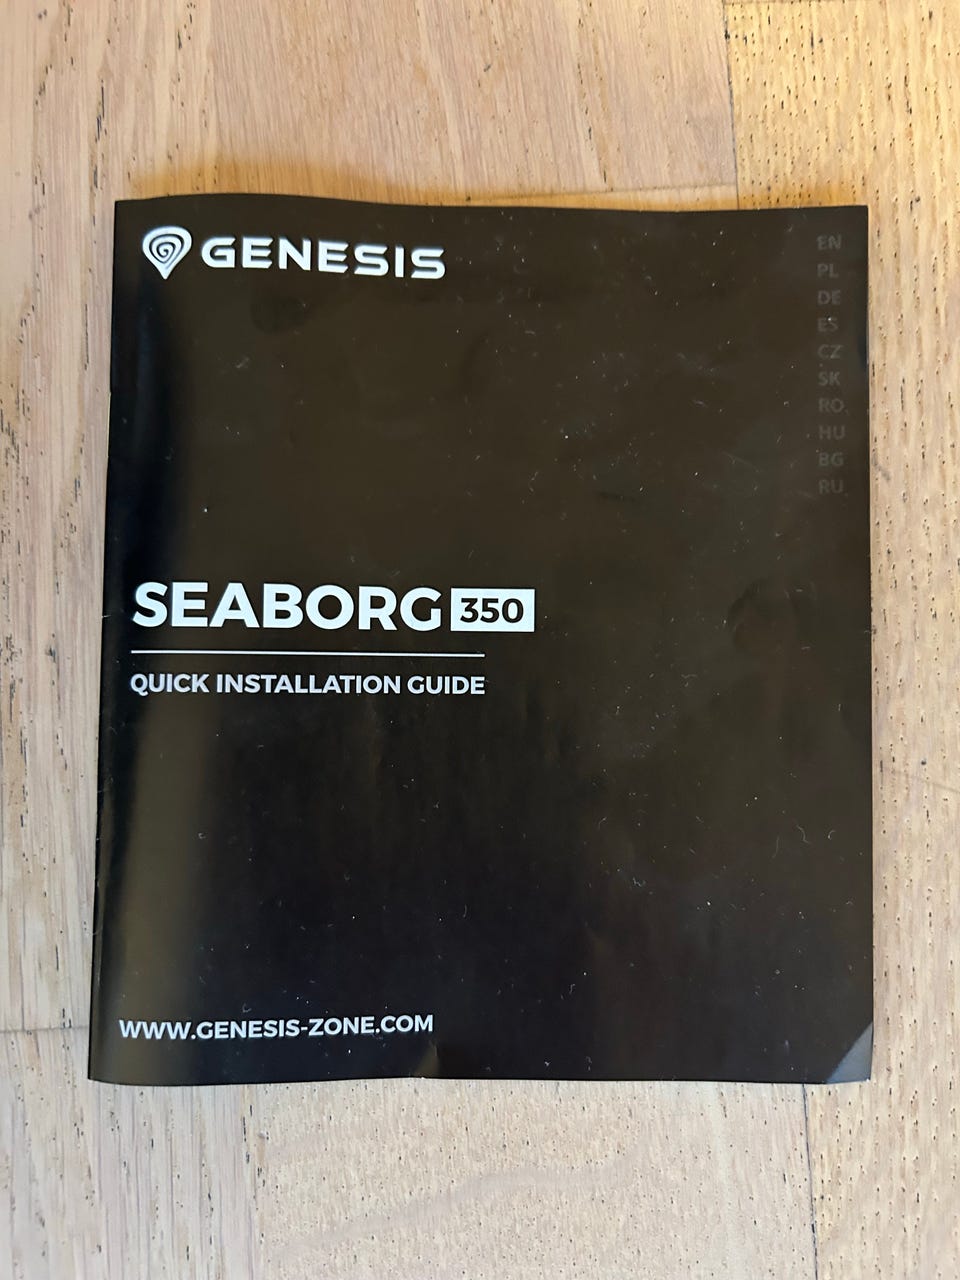 GENESIS
EN
PL
DE
ES
CZ
SK
RO
HU
BG
RU
SEABORG 350
QUICK INSTALLATION GUIDE
WWW.GENESIS-ZONE.COM